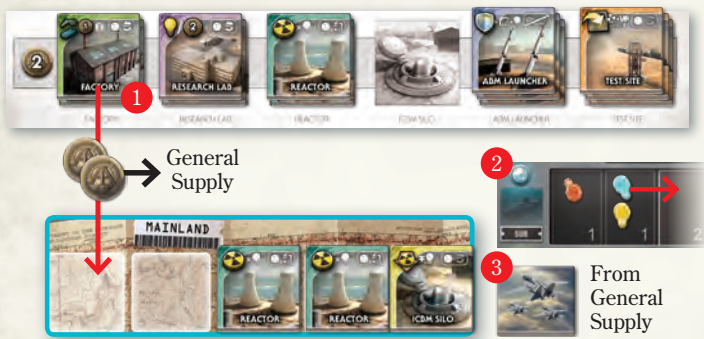 2
FACTORY
RESEARCH LAB
REACTOR
ABM LAUNCHER
TEST SITE
1
FACTORY
RESEARCH LAB
REACTOR
ICBM SILO
ABM LAUNCHER
TEST SITE
General
Supply
2
SUB
1
1
2
MAINLAND
REACTOR
REACTOR
ICBM SILO
3
From
General
Supply